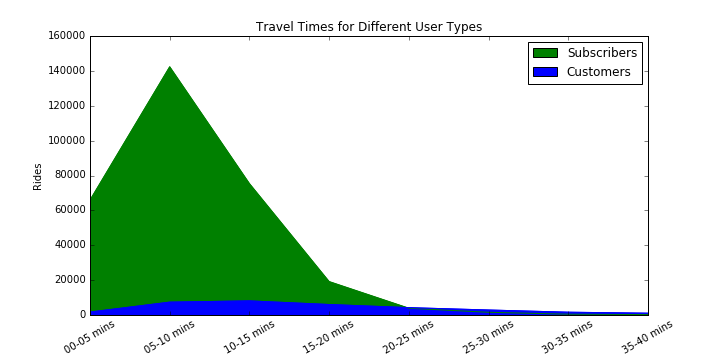 Travel Times for Different User Types
Subscribers
Customers
Rides
160000
140000
120000
100000
80000
60000
40000
20000
0
00-05 mins
05-10 mins
10-15 mins
15-20 mins
20-25 mins
25-30 mins
30-35 mins
35-40 mins